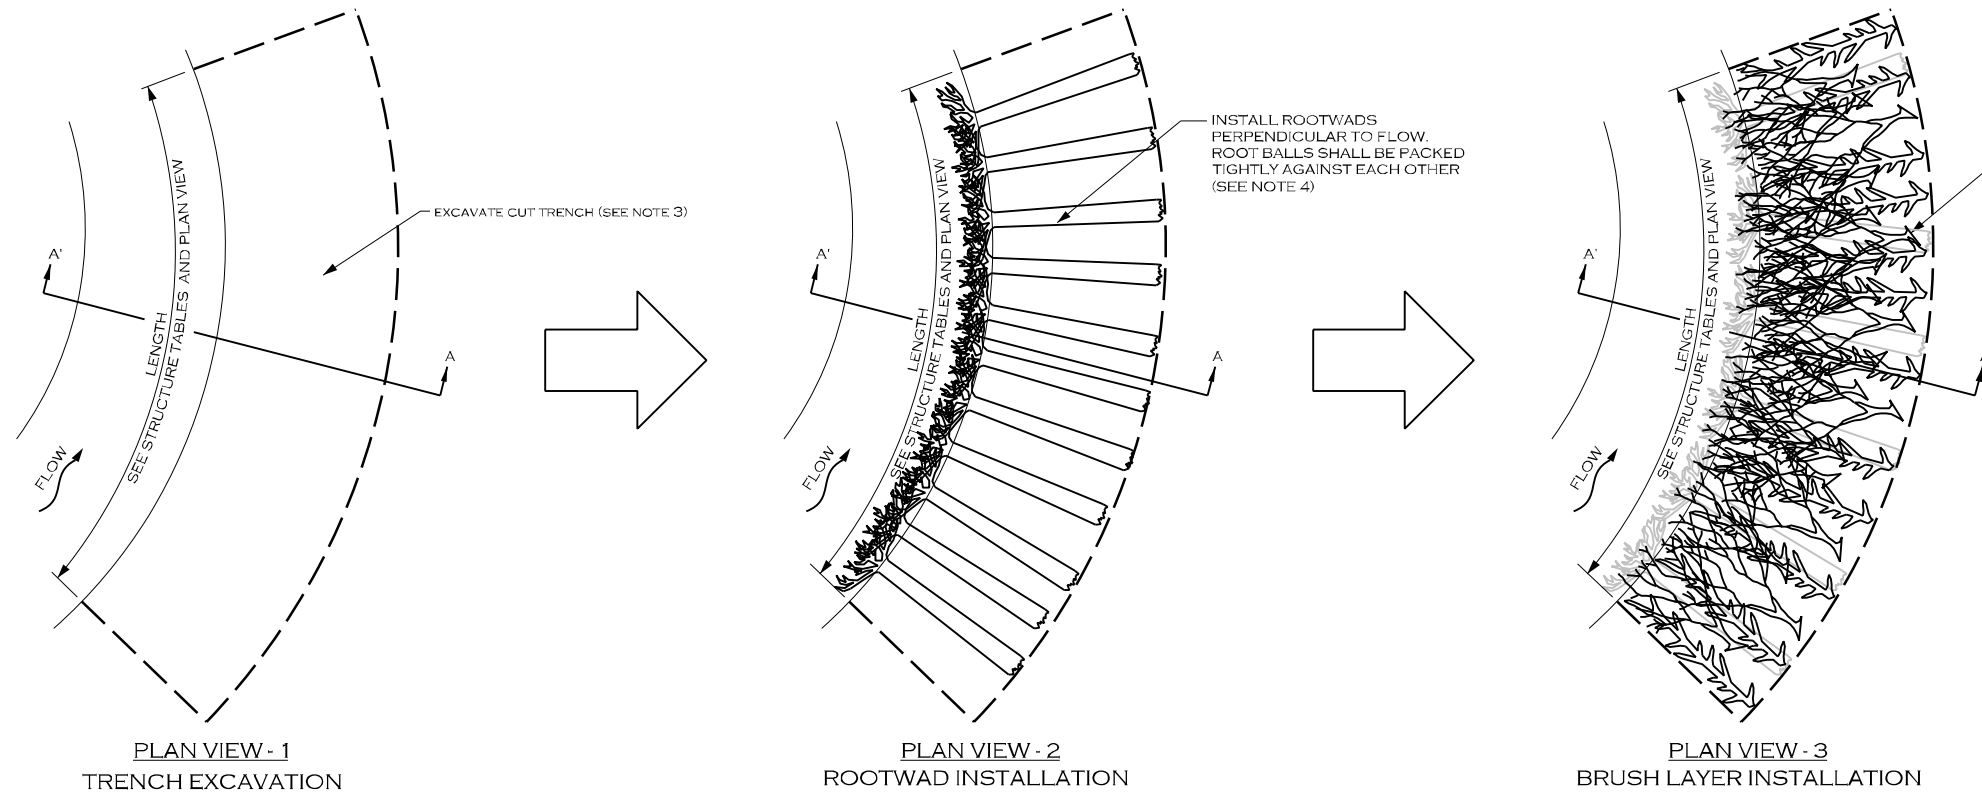 A'
EXCAVATE CUT TRENCH (SEE NOTE 3)
LENGTH
SEE STRUCTURE TABLES AND PLAN VIEW
A
FLOW
PLAN VIEW - 1
TRENCH EXCAVATION
INSTALL ROOTWADS
PERPENDICULAR TO FLOW.
ROOT BALLS SHALL BE PACKED
TIGHTLY AGAINST EACH OTHER
(SEE NOTE 4)
A'
LENGTH
SEE STRUCTURE TABLES AND PLAN VIEW
A
FLOW
PLAN VIEW - 2
ROOTWAD INSTALLATION
A'
LENGTH
SEE STRUCTURE TABLES AND PLAN VIEW
FLOW
PLAN VIEW - 3
BRUSH LAYER INSTALLATION